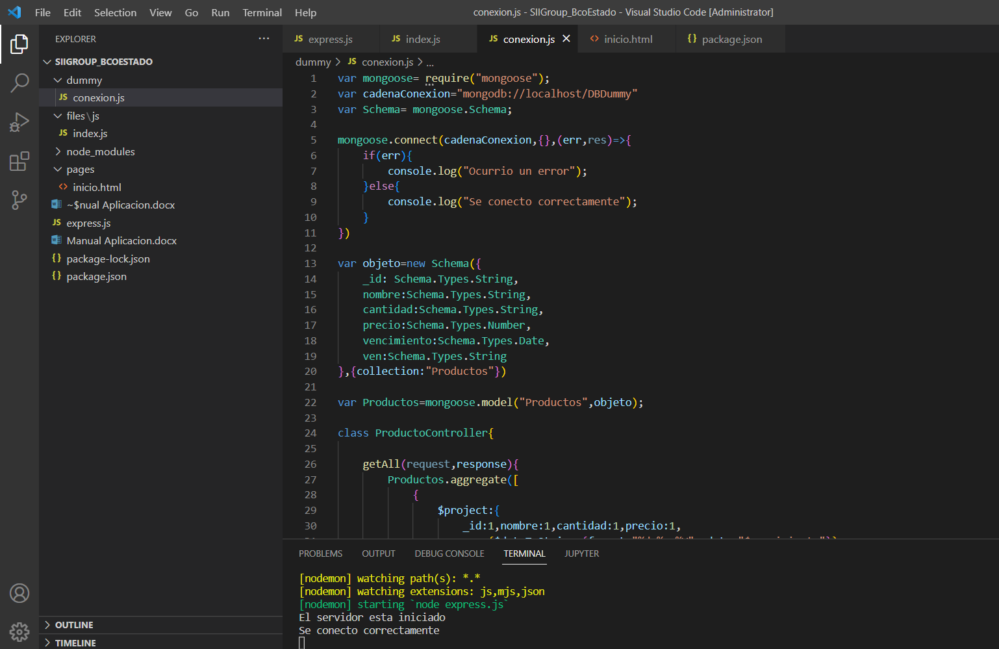 File Edit Selection View Go Run Terminal Help
conexion.js - SIIGroup_BcoEstado - Visual Studio Code [Administrator]
EXPLORER
SIIGROUP_BCOESTADO
dummy
JS conexion.js
files\js
JS index.js
node_modules
pages
<> inicio.html
~$nual Aplicacion.docx
JS express.js
Manual Aplicacion.docx
{} package-lock.json
{} package.json
OUTLINE
TIMELINE
JS express.js JS index.js JS conexion.js <> inicio.html {} package.json
dummy > JS conexion.js > ...
1 var mongoose= require("mongoose");
2 var cadenaConexion="mongodb://localhost/DBDummy"
3 var Schema= mongoose.Schema;
4
5 mongoose.connect(cadenaConexion,{},(err,res)=>{
6 if(err){
7 console.log("Ocurrio un error");
8 }else{
9 console.log("Se conecto correctamente");
10 }
11 })
12
13 var objeto=new Schema({
14 _id: Schema.Types.String,
15 nombre:Schema.Types.String,
16 cantidad:Schema.Types.String,
17 precio:Schema.Types.Number,
18 vencimiento:Schema.Types.Date,
19 ven:Schema.Types.String
20 },{collection:"Productos"})
21
22 var Productos=mongoose.model("Productos",objeto);
23
24 class ProductoController{
25
26 getAll(request,response){
27 Productos.aggregate([
28 {
29 $project:{
30 _id:1,nombre:1,cantidad:1,precio:1,
PROBLEMS OUTPUT DEBUG CONSOLE TERMINAL JUPYTER
[nodemon] watching path(s): *.*
[nodemon] watching extensions: js,mjs,json
[nodemon] starting `node express.js`
El servidor esta iniciado
Se conecto correctamente